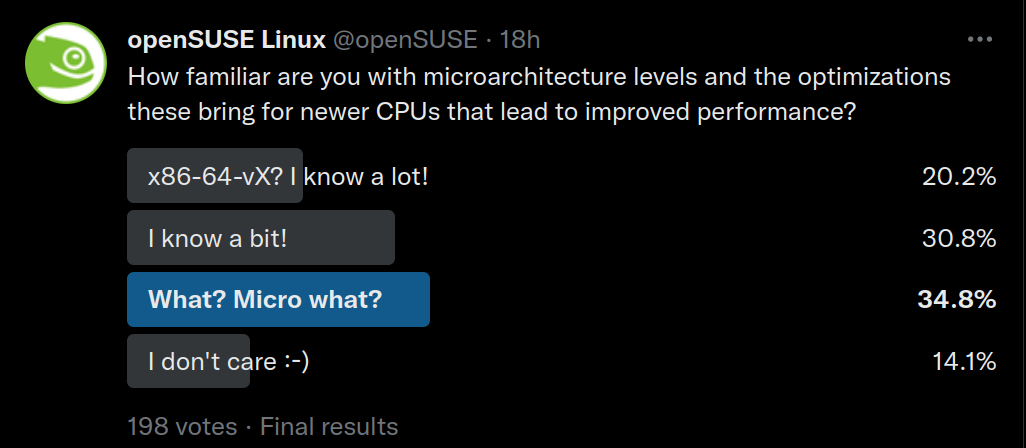 openSUSE Linux @openSUSE · 18h
How familiar are you with microarchitecture levels and the optimizations
these bring for newer CPUs that lead to improved performance?
x86-64-vX? I know a lot! 20.2%
I know a bit! 30.8%
What? Micro what? 34.8%
I don't care :-) 14.1%
198 votes · Final results